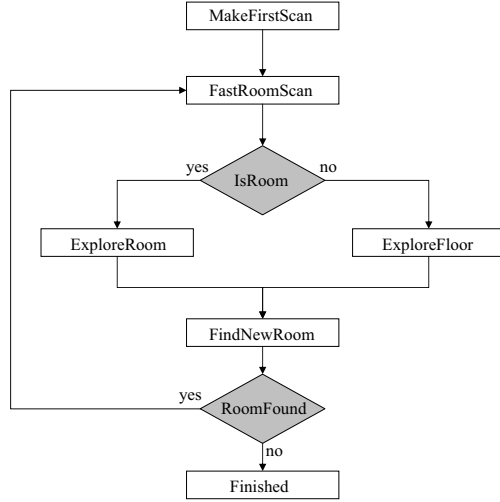 MakeFirstScan
FastRoomScan
yes
no
IsRoom
ExploreRoom
ExploreFloor
FindNewRoom
yes
RoomFound
no
Finished